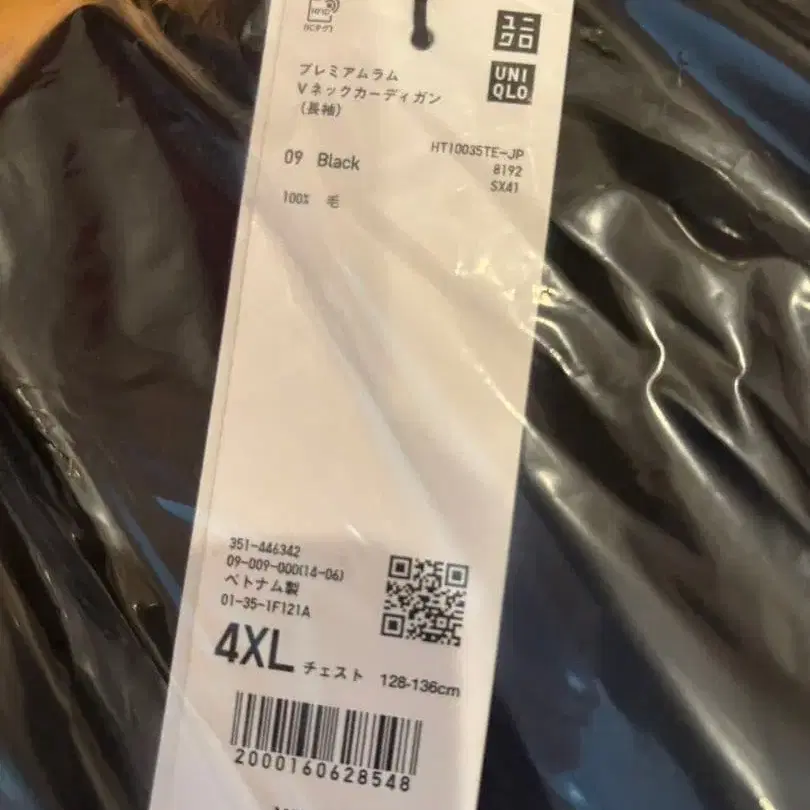 RFID
(ICタグ)
ユニ
クロ
UNI
QLO
プレミアムラム
Vネックカーディガン
(長袖)
09 Black
HT10035TE-JP
8192
SX41
100% 毛
351-446342
09-009-000(14-06)
ベトナム製
01-35-1F121A
4XL チェスト 128-136cm
2000160628548